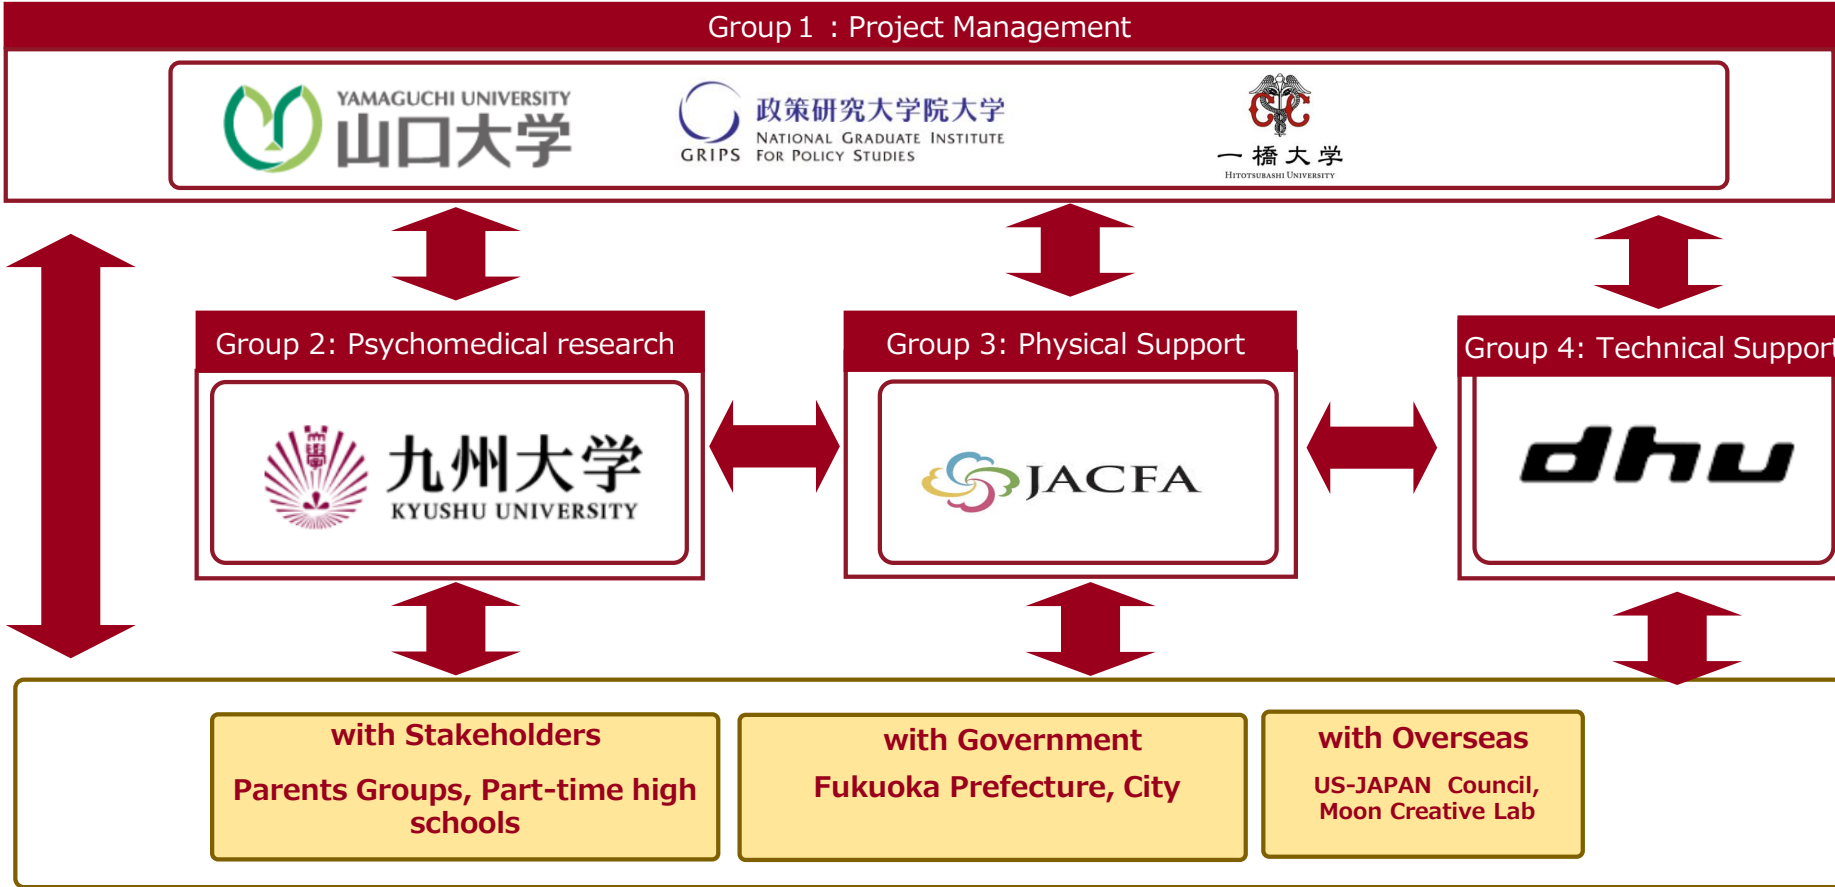 Group 1 : Project Management
YAMAGUCHI UNIVERSITY
山口大学
GRIPS
政策研究大学院大学
NATIONAL GRADUATE INSTITUTE
FOR POLICY STUDIES
一橋大学
HITOTSUBASHI UNIVERSITY
Group 2: Psychomedical research
九州大学
KYUSHU UNIVERSITY
Group 3: Physical Support
JACFA
Group 4: Technical Support
dhu
with Stakeholders
Parents Groups, Part-time high
schools
with Government
Fukuoka Prefecture, City
with Overseas
US-JAPAN Council,
Moon Creative Lab